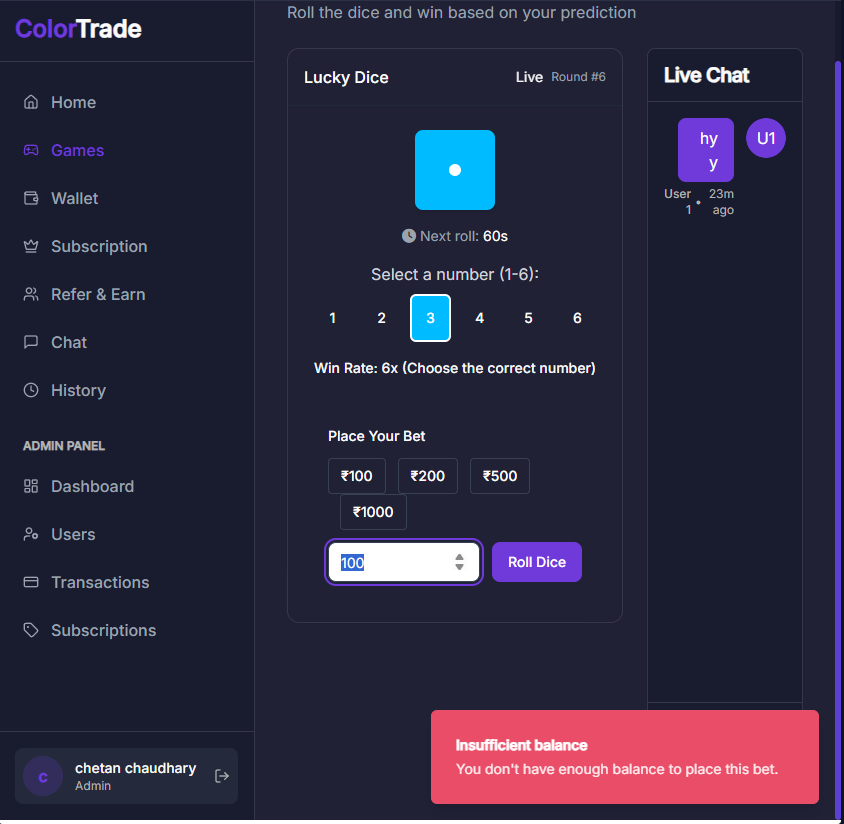 ColorTrade
Home
Games
Wallet
Subscription
Refer & Earn
Chat
History
ADMIN PANEL
Dashboard
Users
Transactions
Subscriptions
c
chetan chaudhary
Admin
Roll the dice and win based on your prediction
Lucky Dice
Live Round #6
Next roll: 60s
Select a number (1-6):
1 2 3 4 5 6
Win Rate: 6x (Choose the correct number)
Place Your Bet
₹100 ₹200 ₹500
₹1000
100
Roll Dice
Live Chat
hy
y
U1
User
1
•
23m
ago
Insufficient balance
You don't have enough balance to place this bet.